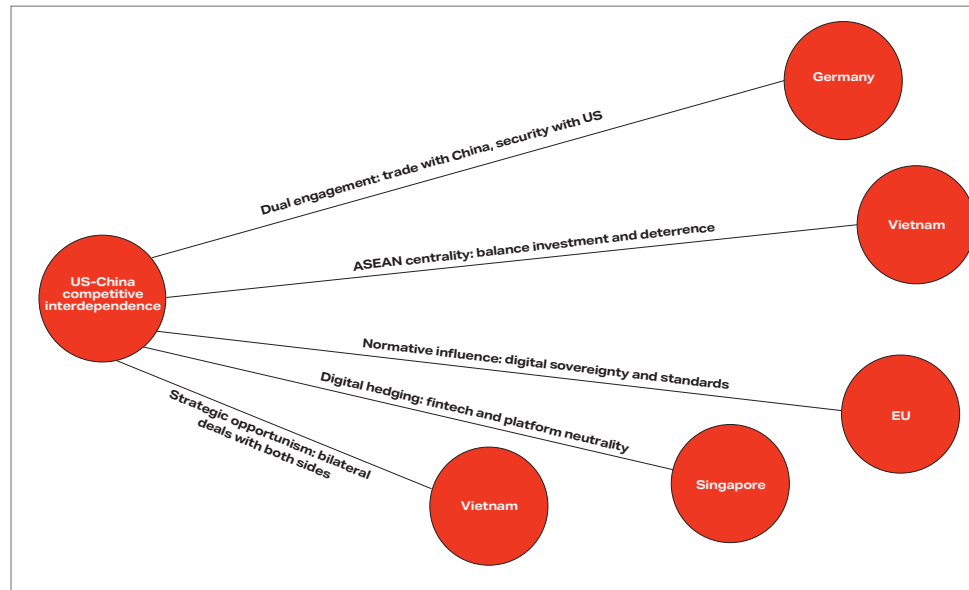 Germany
Dual engagement: trade with China, security with US
Vietnam
ASEAN centrality: balance investment and deterrence
US-China
competitive
interdependence
Normative influence: digital sovereignty and standards
EU
Digital hedging: fintech and platform neutrality
Singapore
Strategic opportunism: bilateral
deals with both sides
Vietnam